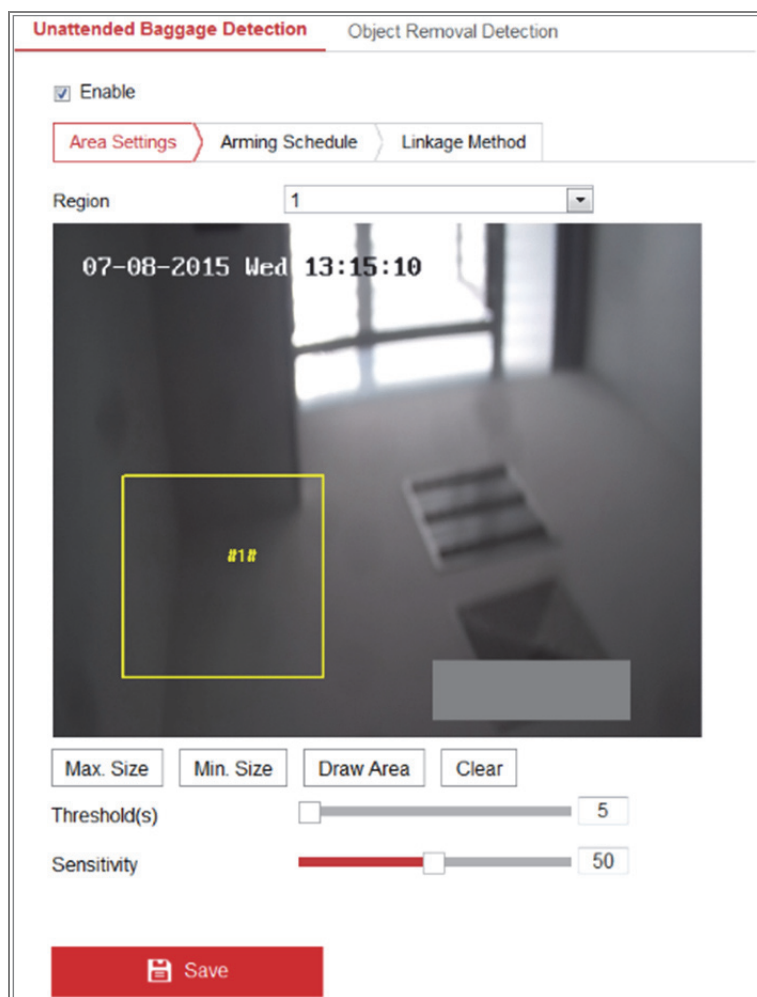 Unattended Baggage Detection Object Removal Detection
Enable
Area Settings Arming Schedule Linkage Method
Region 1
07-08-2015 Wed 13:15:10
#1#
Max. Size Min. Size Draw Area Clear
Threshold(s) 5
Sensitivity 50
Save